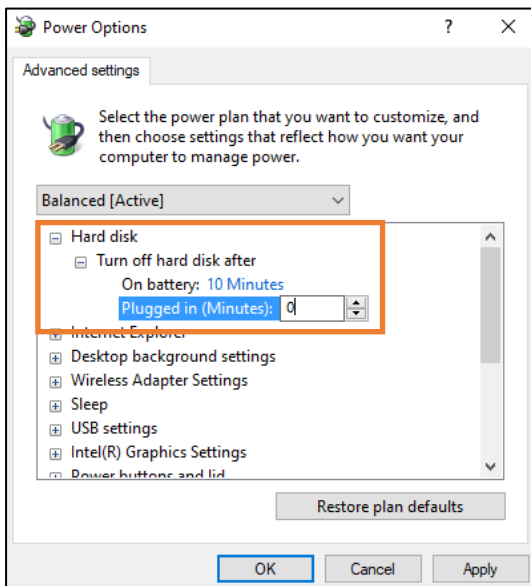 Power Options
?
Advanced settings
Select the power plan that you want to customize, and
then choose settings that reflect how you want your
computer to manage power.
Balanced [Active]
Hard disk
Turn off hard disk after
On battery: 10 Minutes
Plugged in (Minutes): 0
Internet Explorer
Desktop background settings
Wireless Adapter Settings
Sleep
USB settings
Intel(R) Graphics Settings
Power buttons and lid
Restore plan defaults
OK Cancel Apply